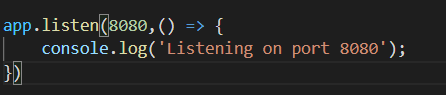 app.listen(8080,() => {
    console.log('Listening on port 8080');
})